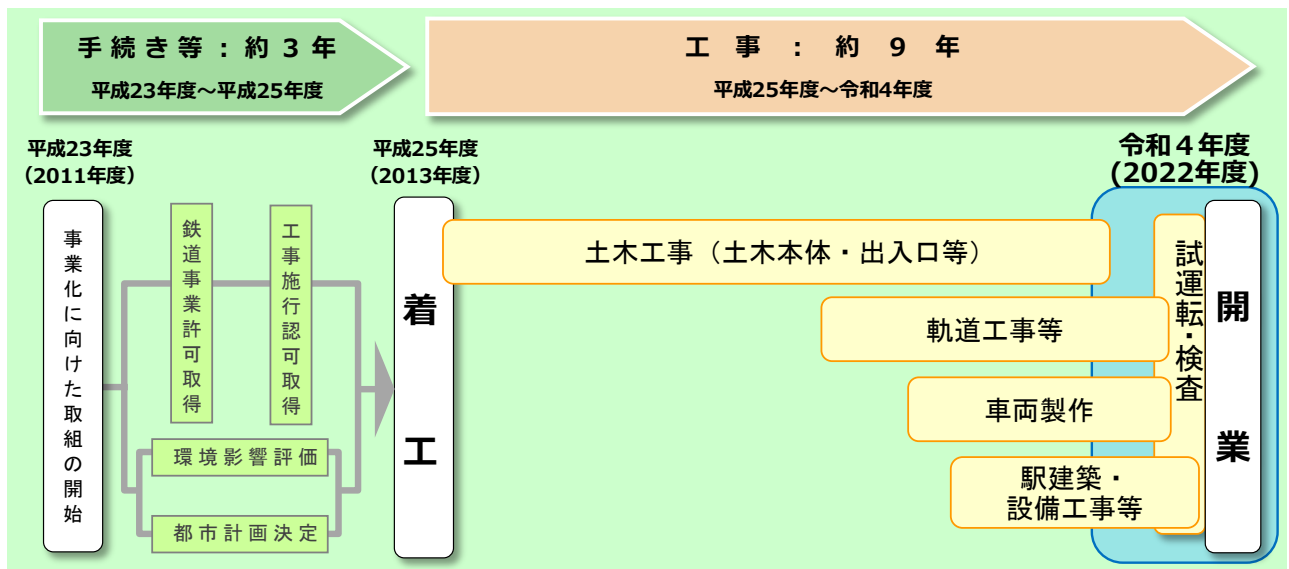 手続き等：約3年
平成23年度～平成25年度
工事：約9年
平成25年度～令和4年度
平成23年度
（2011年度）
平成25年度
（2013年度）
令和４年度
(2022年度)
事業化に向けた取組の開始
鉄道事業許可取得
工事施行認可取得
環境影響評価
都市計画決定
着工
土木工事（土木本体・出入口等）
軌道工事等
車両製作
駅建築・
設備工事等
試運転・検査
開業